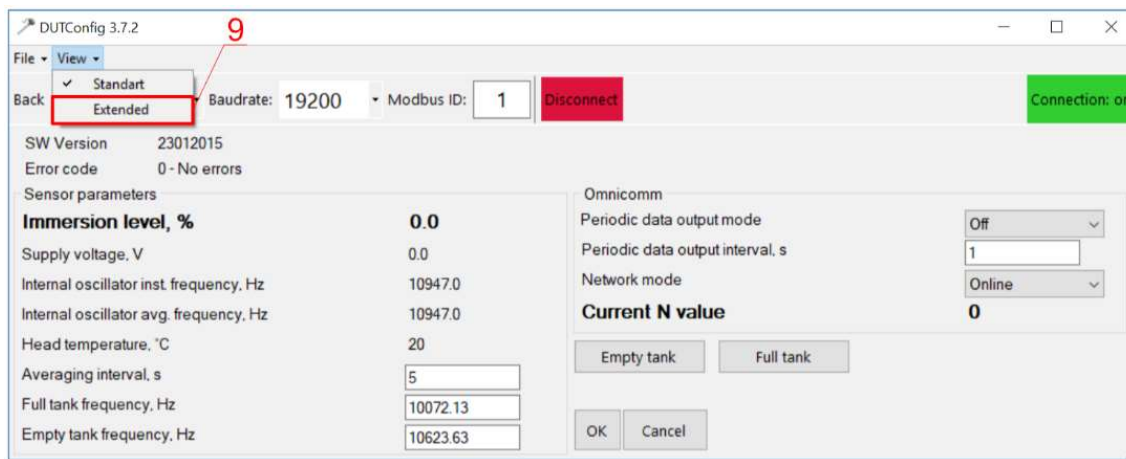 DUTConfig 3.7.2
9
File View
Standart
Extended
Back Baudrate: 19200 Modbus ID: 1 Disconnect Connection: on
SW Version 23012015
Error code 0 - No errors
Sensor parameters
Immersion level, % 0.0
Supply voltage, V 0.0
Internal oscillator inst. frequency, Hz 10947.0
Internal oscillator avg. frequency, Hz 10947.0
Head temperature, °C 20
Averaging interval, s 5
Full tank frequency, Hz 10072.13
Empty tank frequency, Hz 10623.63
Omnicomm
Periodic data output mode Off
Periodic data output interval, s 1
Network mode Online
Current N value 0
Empty tank Full tank
OK Cancel